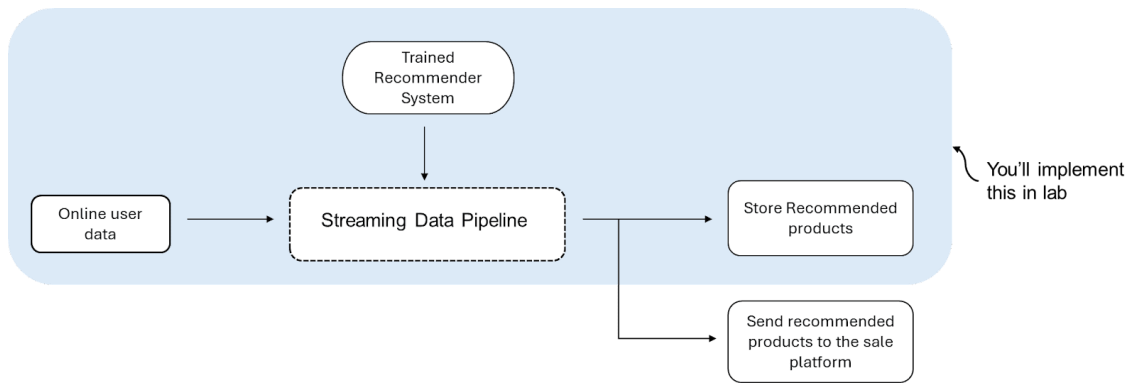 Trained
Recommender
System
Online user
data
Streaming Data Pipeline
Store Recommended
products
You'll implement
this in lab
Send recommended
products to the sale
platform